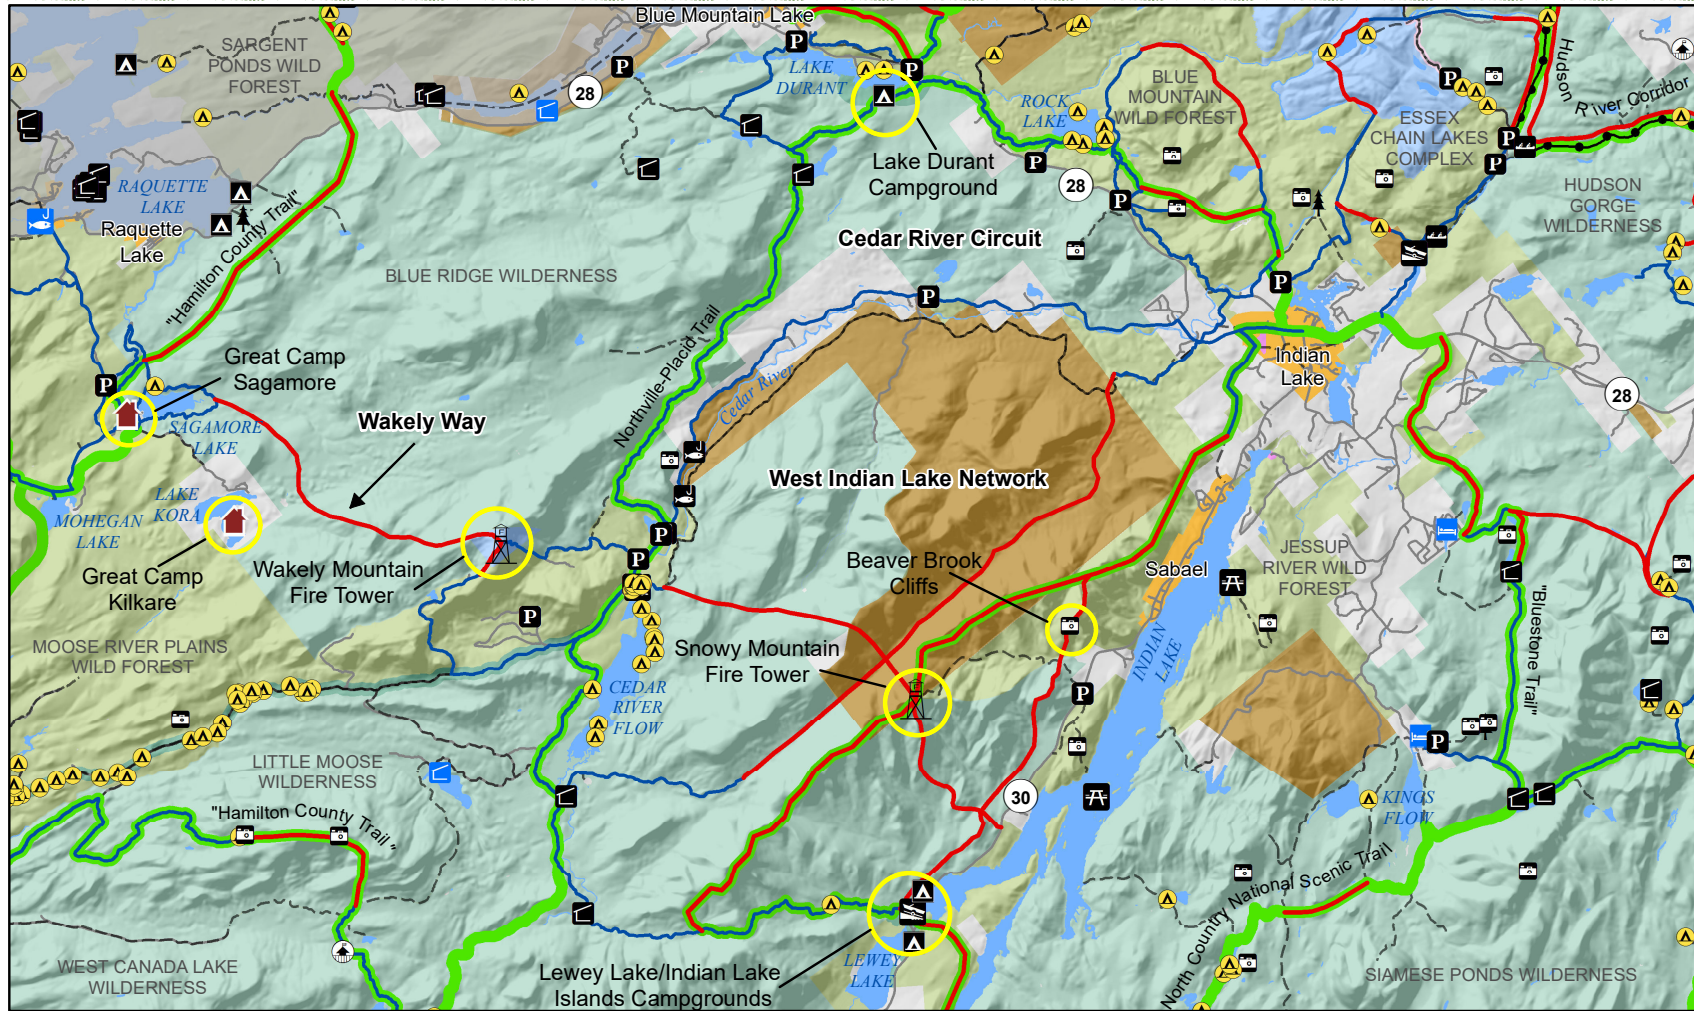 Blue Mountain Lake
SARGENT
PONDS WILD
FOREST
28
LAKE
DURANT
BLUE
MOUNTAIN
WILD FOREST
ROCK
LAKE
Hudson
River Corridor
ESSEX
CHAIN LAKES
COMPLEX
Lake Durant
Campground
28
HUDSON
GORGE
WILDERNESS
RAQUETTE
LAKE
Raquette
Lake
"Hamilton County Trail"
BLUE RIDGE WILDERNESS
Cedar River Circuit
Northville-Placid Trail
Cedar River
Indian
Lake
28
Great Camp
Sagamore
SAGAMORE
LAKE
Wakely Way
West Indian Lake Network
LAKE
KORA
MOHEGAN
LAKE
Great Camp
Kilkare
Wakely Mountain
Fire Tower
Beaver Brook
Cliffs
Sabael
JESSUP
RIVER WILD
FOREST
"Bluestone Trail"
INDIAN
LAKE
MOOSE RIVER PLAINS
WILD FOREST
Snowy Mountain
Fire Tower
CEDAR
RIVER
FLOW
LITTLE MOOSE
WILDERNESS
"Hamilton County Trail"
30
KINGS
FLOW
North Country National Scenic Trail
WEST CANADA LAKE
WILDERNESS
Lewey Lake/Indian Lake
Islands Campgrounds
LEWEY
LAKE
SIAMESE PONDS WILDERNESS